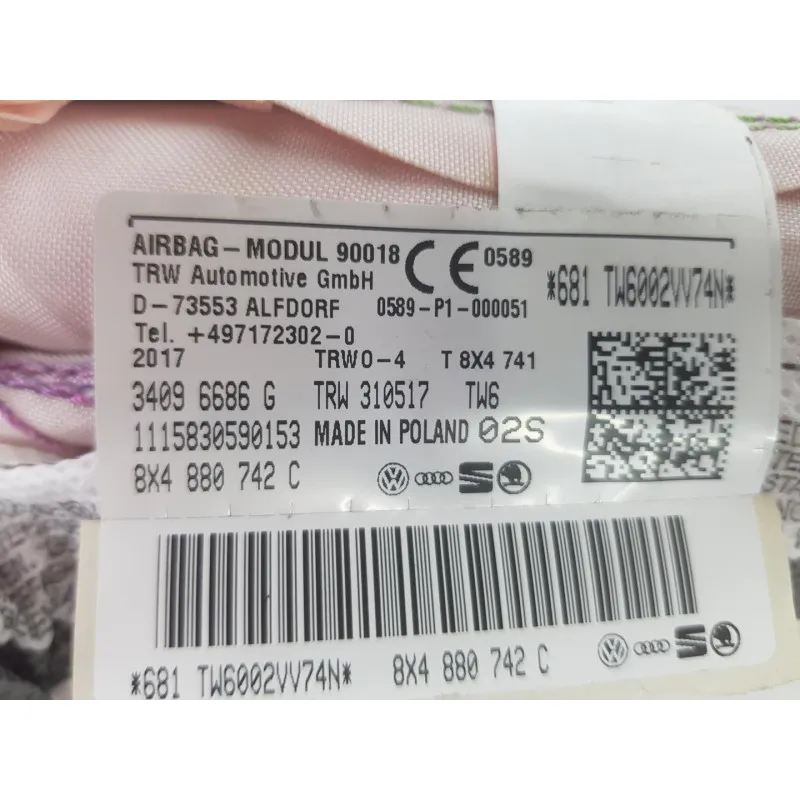 AIRBAG-MODUL 90018 CE 0589
TRW Automotive GmbH
*681 TW6002VV74N*
D-73553 ALFDORF 0589-P1-000051
Tel. +497172302-0
2017 TRWO-4 T 8X4 741
3409 6686 G TRW 310517 TW6
1115830590153 MADE IN POLAND 02S
8X4 880 742 C
*681 TW6002VV74N* 8X4 880 742 C